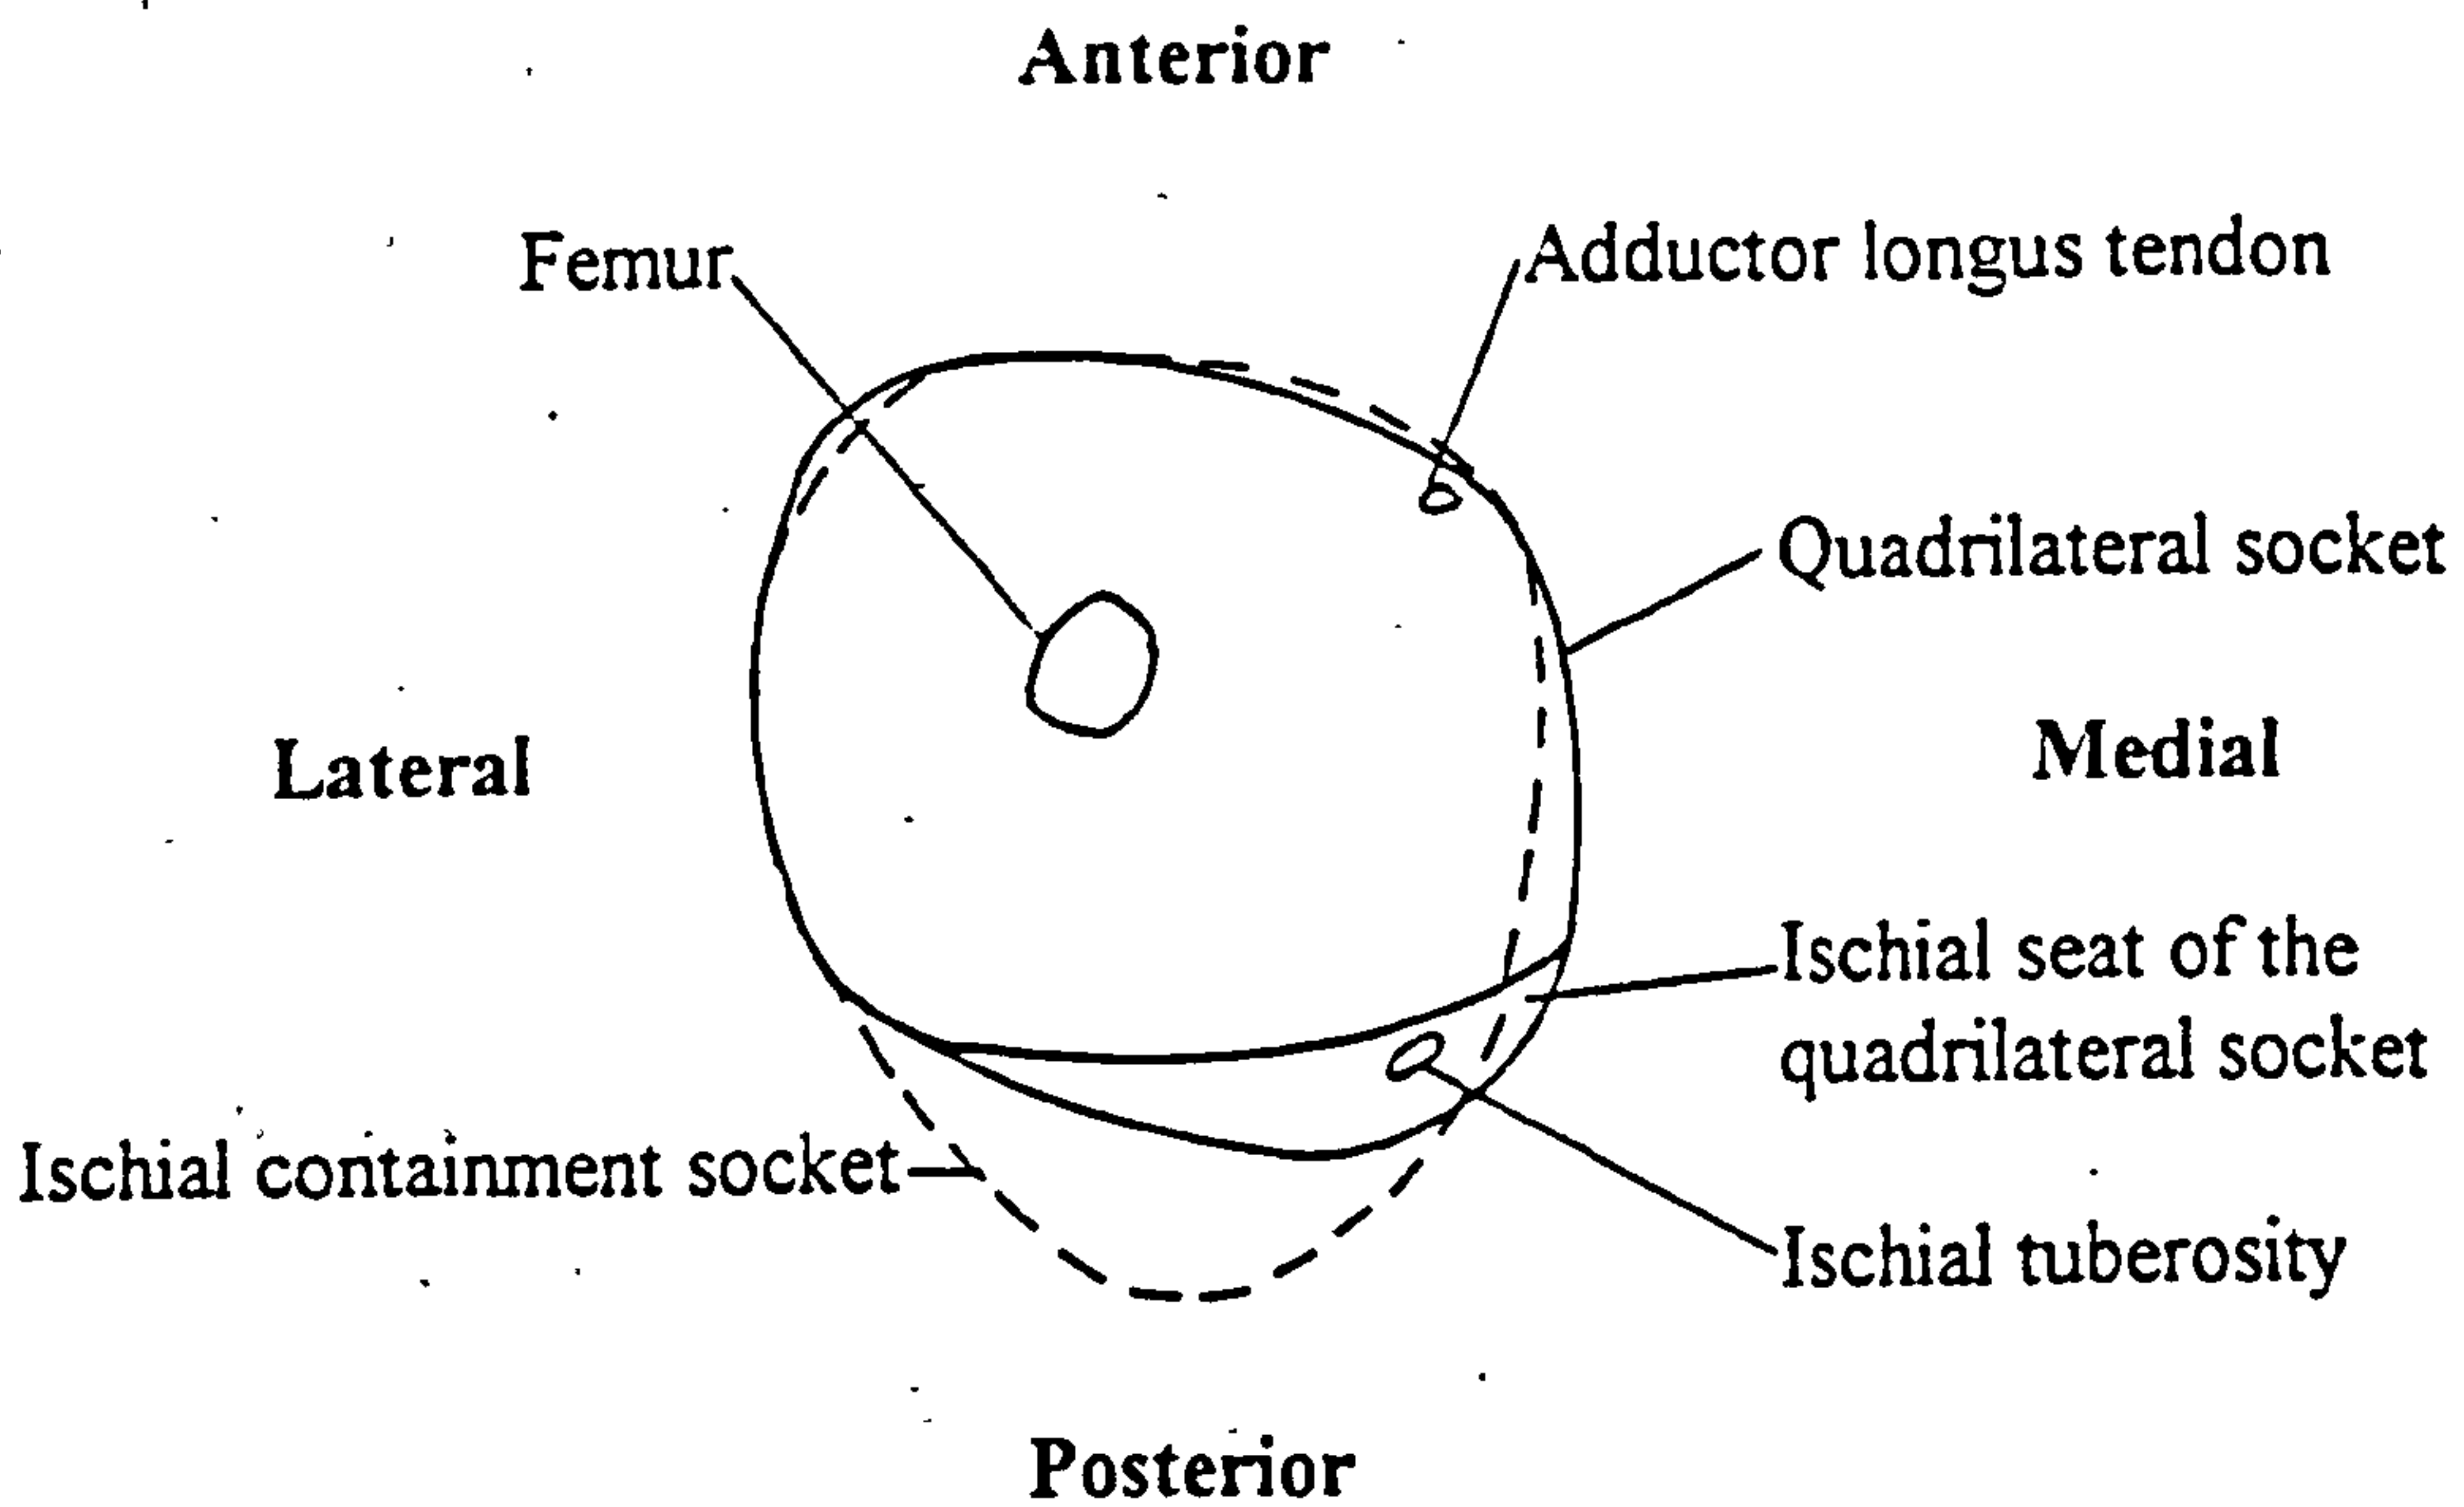 Anterior
Femur
Adductor longus tendon
Quadrilateral socket
Lateral
Medial
Ischial seat of the
quadrilateral socket
Ischial containment socket
Ischial tuberosity
Posterior